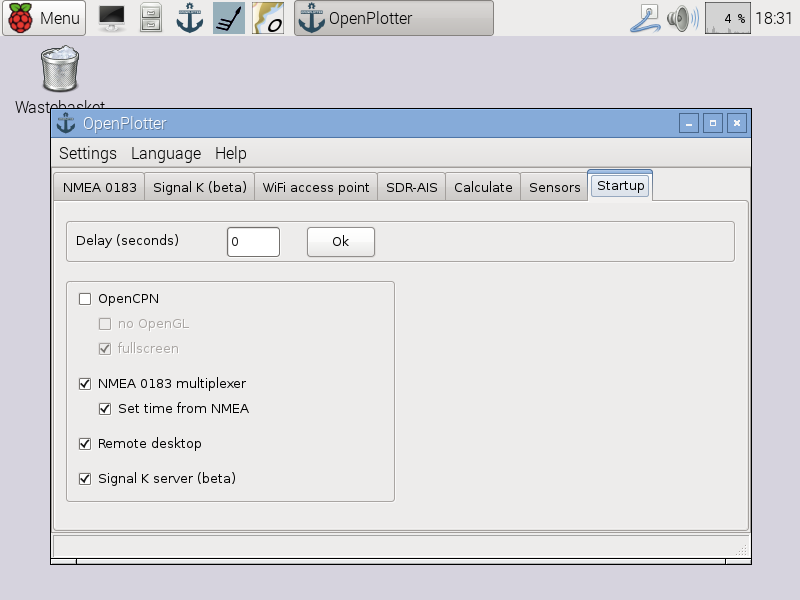 Menu
OpenPlotter
4 %
18:31
Wastebasket
OpenPlotter
Settings Language Help
NMEA 0183 Signal K (beta) WiFi access point SDR-AIS Calculate Sensors Startup
Delay (seconds) 0 Ok
OpenCPN
no OpenGL
fullscreen
NMEA 0183 multiplexer
Set time from NMEA
Remote desktop
Signal K server (beta)